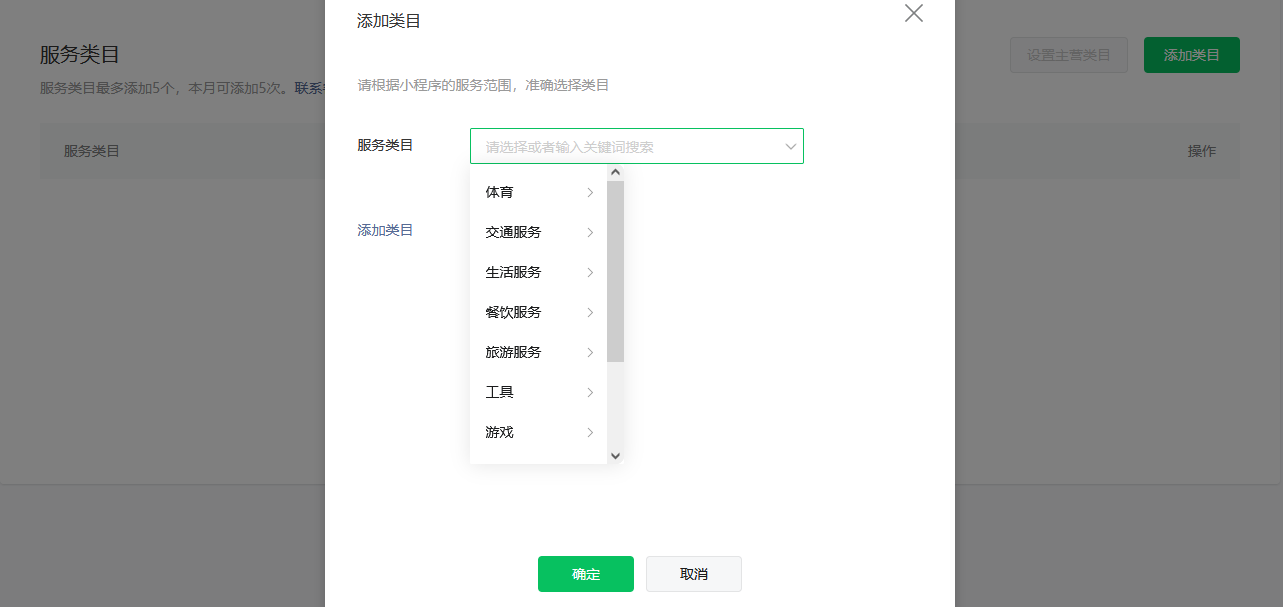 添加类目
服务类目
设置主营类目
添加类目
服务类目最多添加5个，本月可添加5次。联系
请根据小程序的服务范围，准确选择类目
服务类目
操作
服务类目
请选择或者输入关键词搜索
体育
交通服务
添加类目
生活服务
餐饮服务
旅游服务
工具
游戏
确定
取消